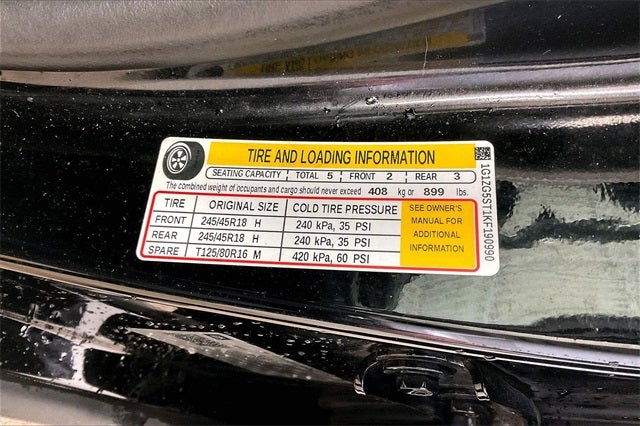 TIRE AND LOADING INFORMATION
SEATING CAPACITY TOTAL 5 FRONT 2 REAR 3
The combined weight of occupants and cargo should never exceed 408 kg or 899 lbs.
TIRE ORIGINAL SIZE COLD TIRE PRESSURE
FRONT 245/45R18 H 240 kPa, 35 PSI
REAR 245/45R18 H 240 kPa, 35 PSI
SPARE T125/80R16 M 420 kPa, 60 PSI
SEE OWNER'S
MANUAL FOR
ADDITIONAL
INFORMATION
1G1ZG5ST1KF190990